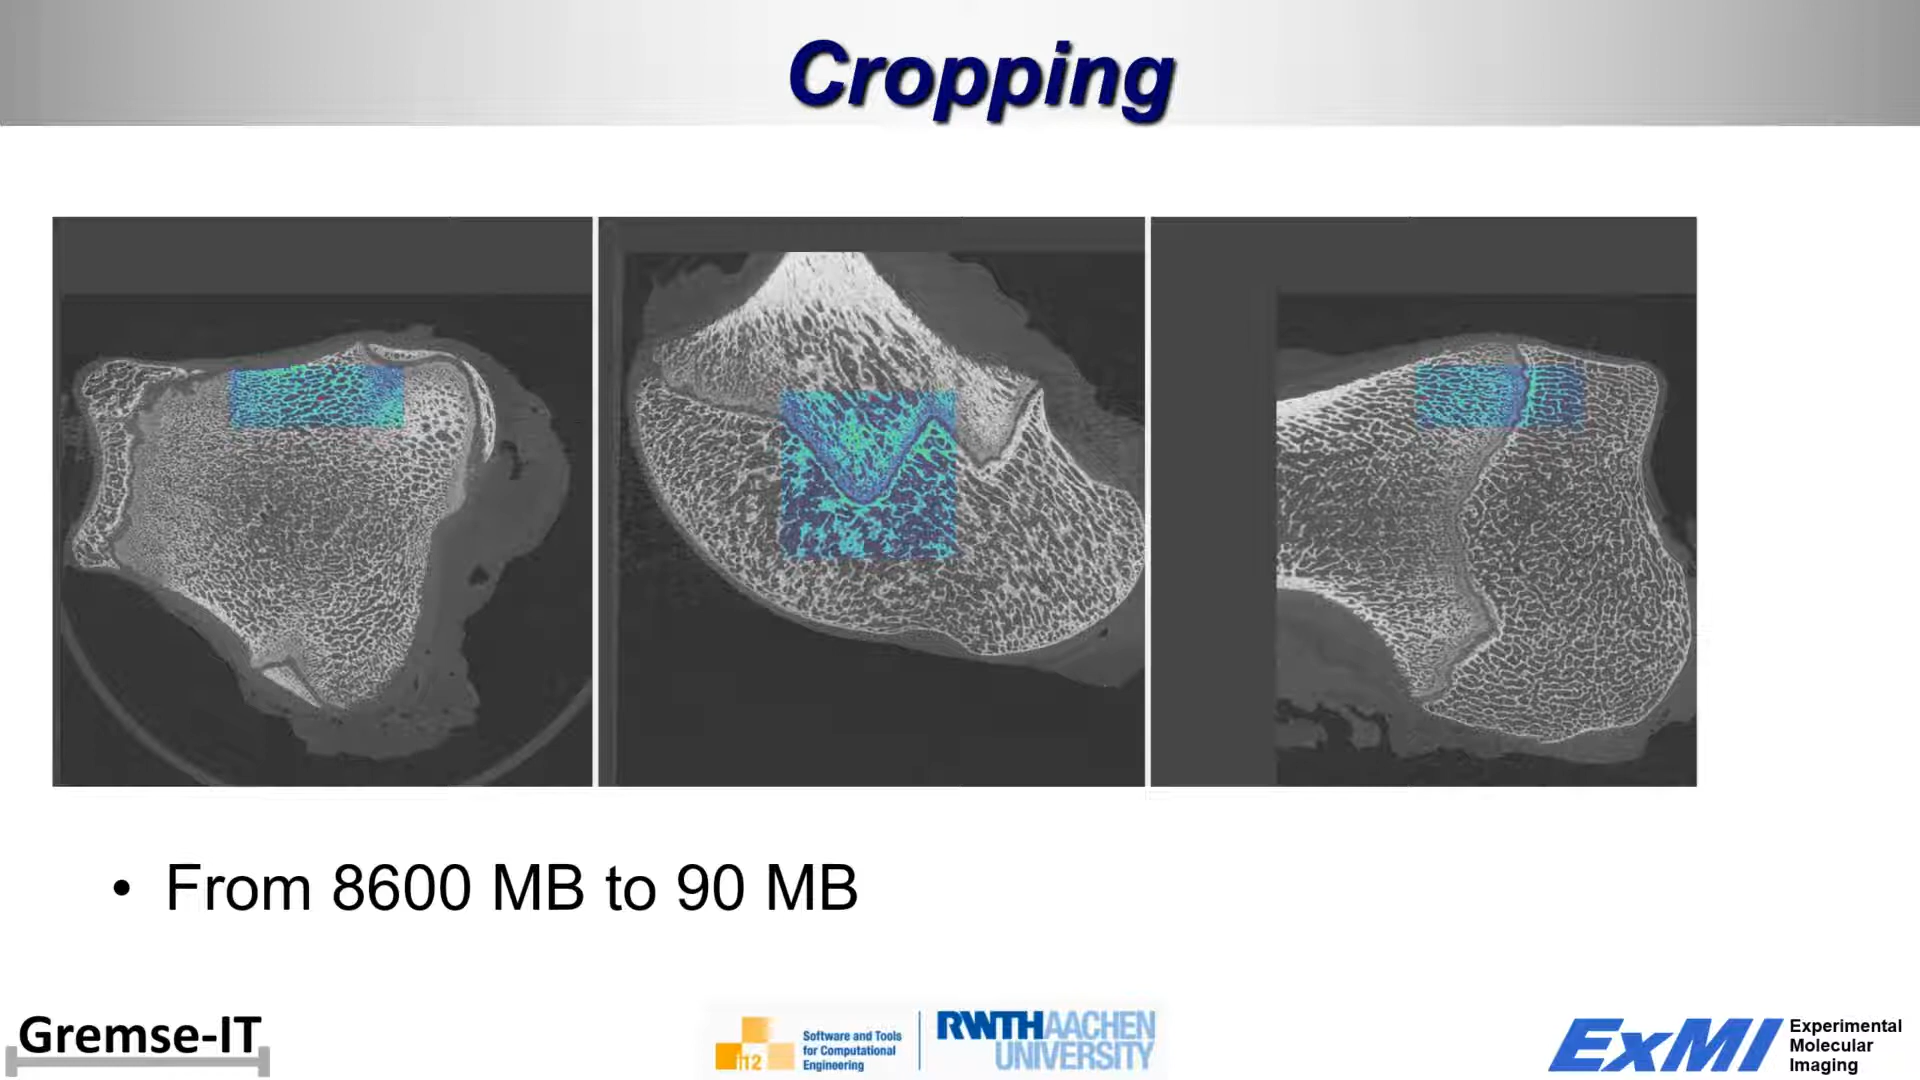 Cropping
• From 8600 MB to 90 MB
Gremse-IT
i12
Software and Tools
for Computational
Engineering
RWTHAACHEN
UNIVERSITY
ExMI
Experimental
Molecular
Imaging